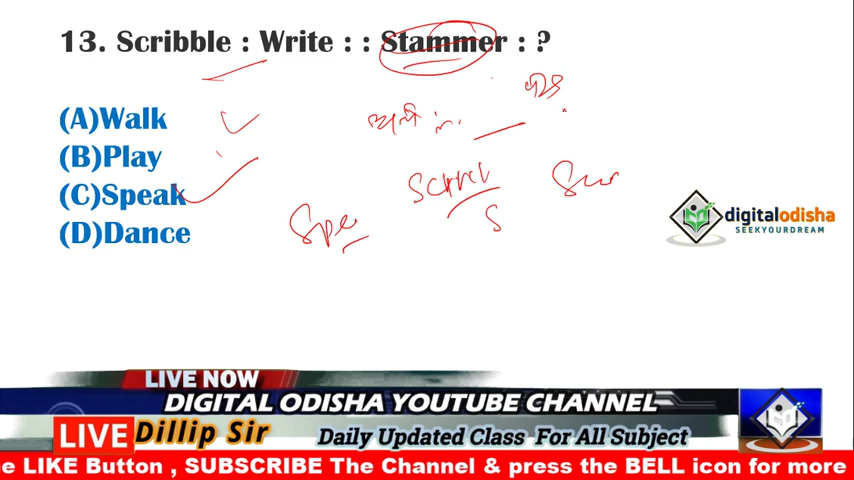 13. Scribble : Write : : Stammer : ?
(A)Walk
(B)Play
(C)Speak
(D)Dance
Spe
S
digitalodisha
SEEKYOURDREAM
LIVE NOW
DIGITAL ODISHA YOUTUBE CHANNEL
LIVE Dillip Sir Daily Updated Class For All Subject
e LIKE Button , SUBSCRIBE The Channel & press the BELL icon for more